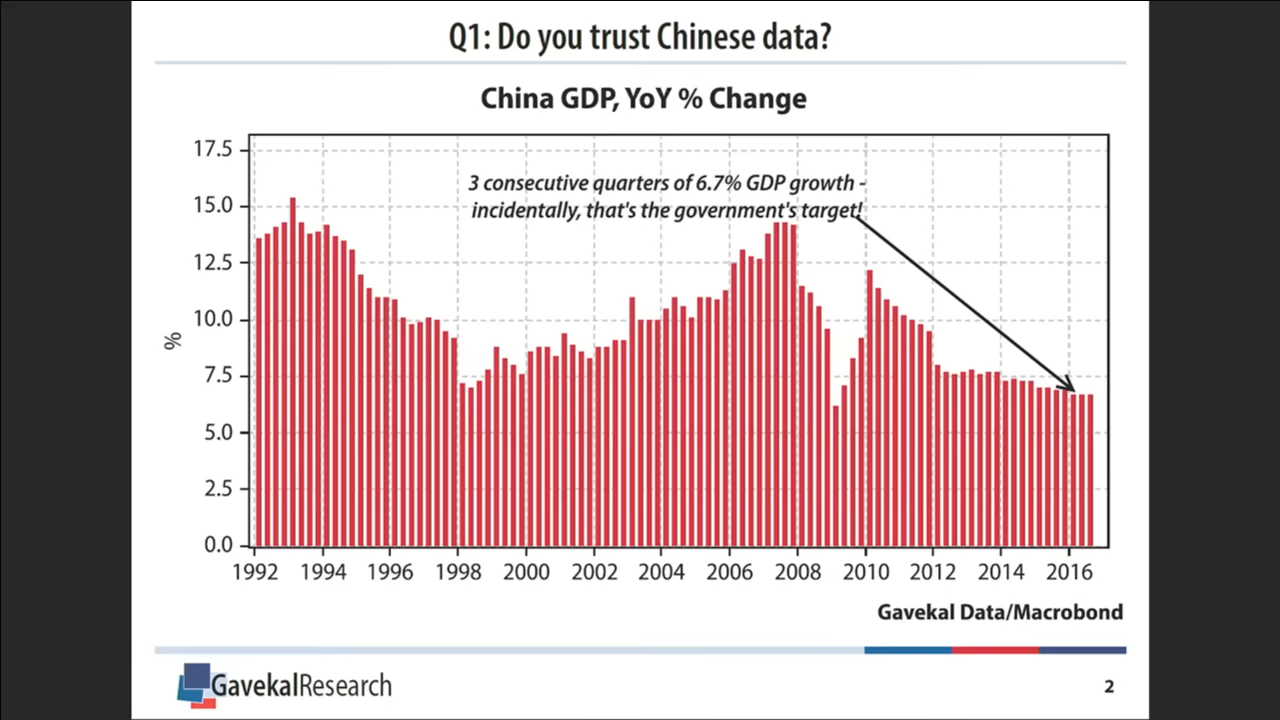 Q1: Do you trust Chinese data?
China GDP, YoY % Change
3 consecutive quarters of 6.7% GDP growth -
incidentally, that's the government's target!
17.5
15.0
12.5
10.0
7.5
5.0
2.5
0.0
%
1992 1994 1996 1998 2000 2002 2004 2006 2008 2010 2012 2014 2016
Gavekal Data/Macrobond
GavekalResearch
2